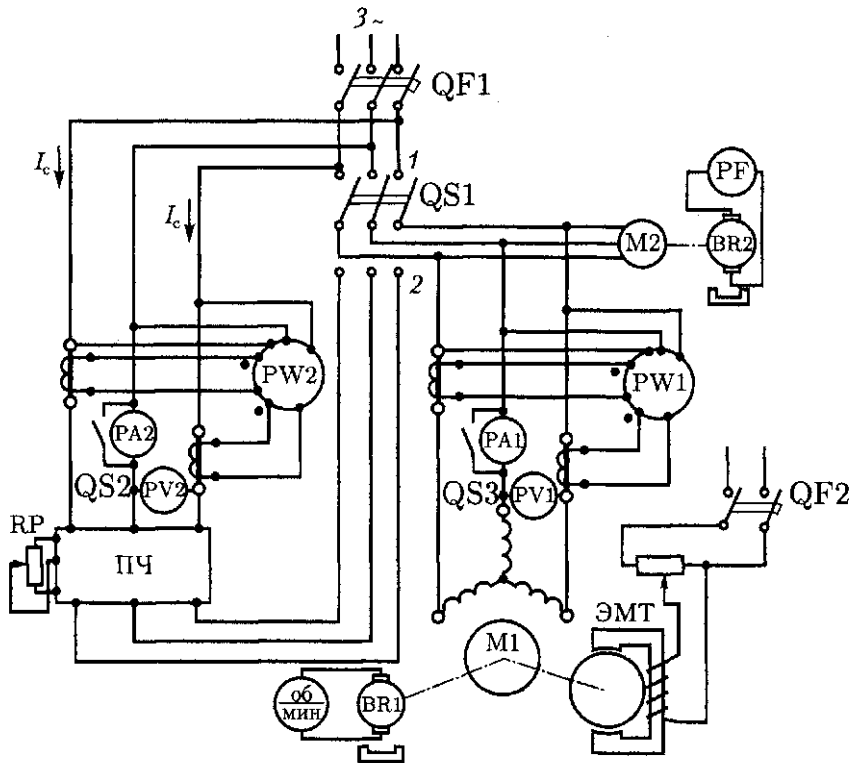 3~
QF1
I_c
1
QS1
PF
I_c
M2
BR2
2
PW2
PW1
PA2
PA1
QS2
PV2
QS3
PV1
QF2
RP
ПЧ
ЭМТ
M1
об
мин
BR1